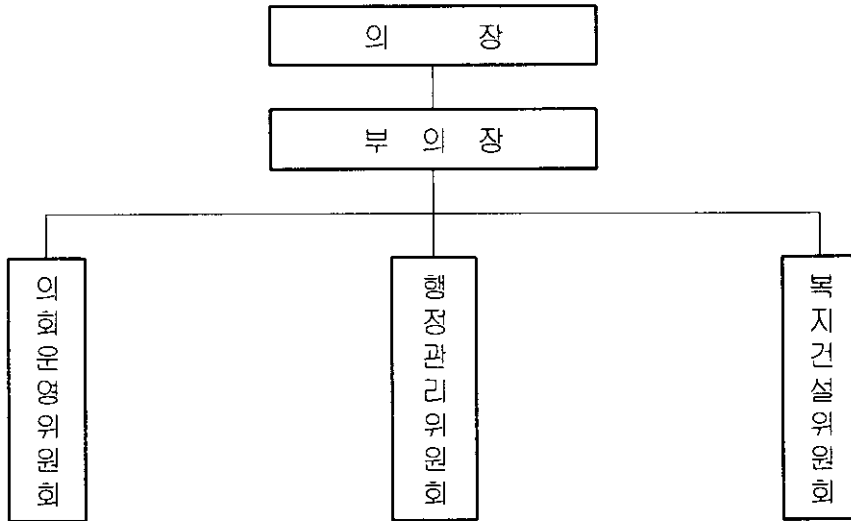 의 장
부 의 장
의회운영위원회
행정관리위원회
복지건설위원회